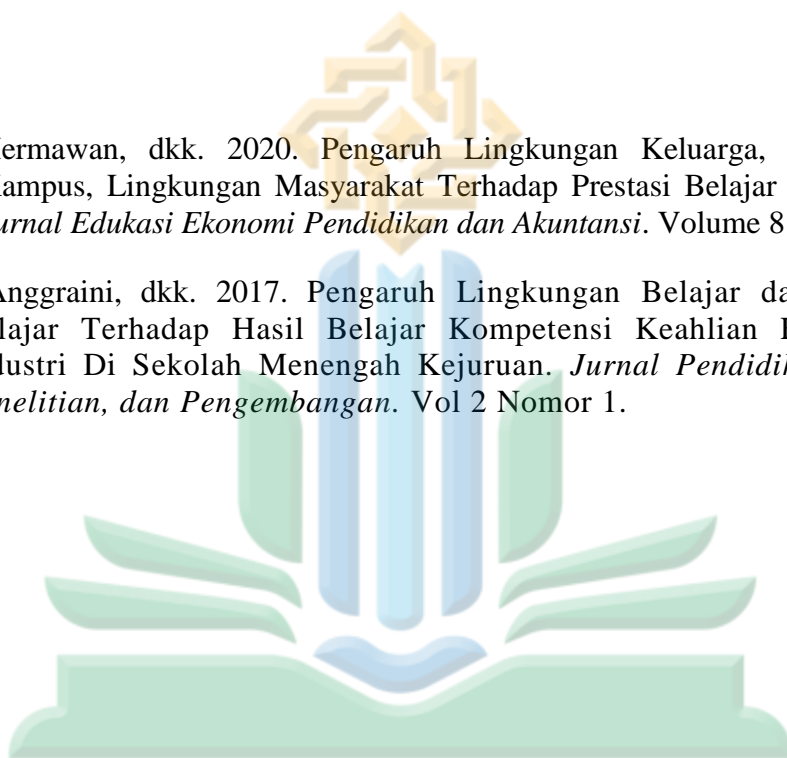 ermawan, dkk. 2020. Pengaruh Lingkungan Keluarga,
ampus, Lingkungan Masyarakat Terhadap Prestasi Belajar
urnal Edukasi Ekonomi Pendidikan dan Akuntansi. Volume 8
Anggraini, dkk. 2017. Pengaruh Lingkungan Belajar da
lajar Terhadap Hasil Belajar Kompetensi Keahlian
dustri Di Sekolah Menengah Kejuruan. Jurnal Pendidi
nelitian, dan Pengembangan. Vol 2 Nomor 1.